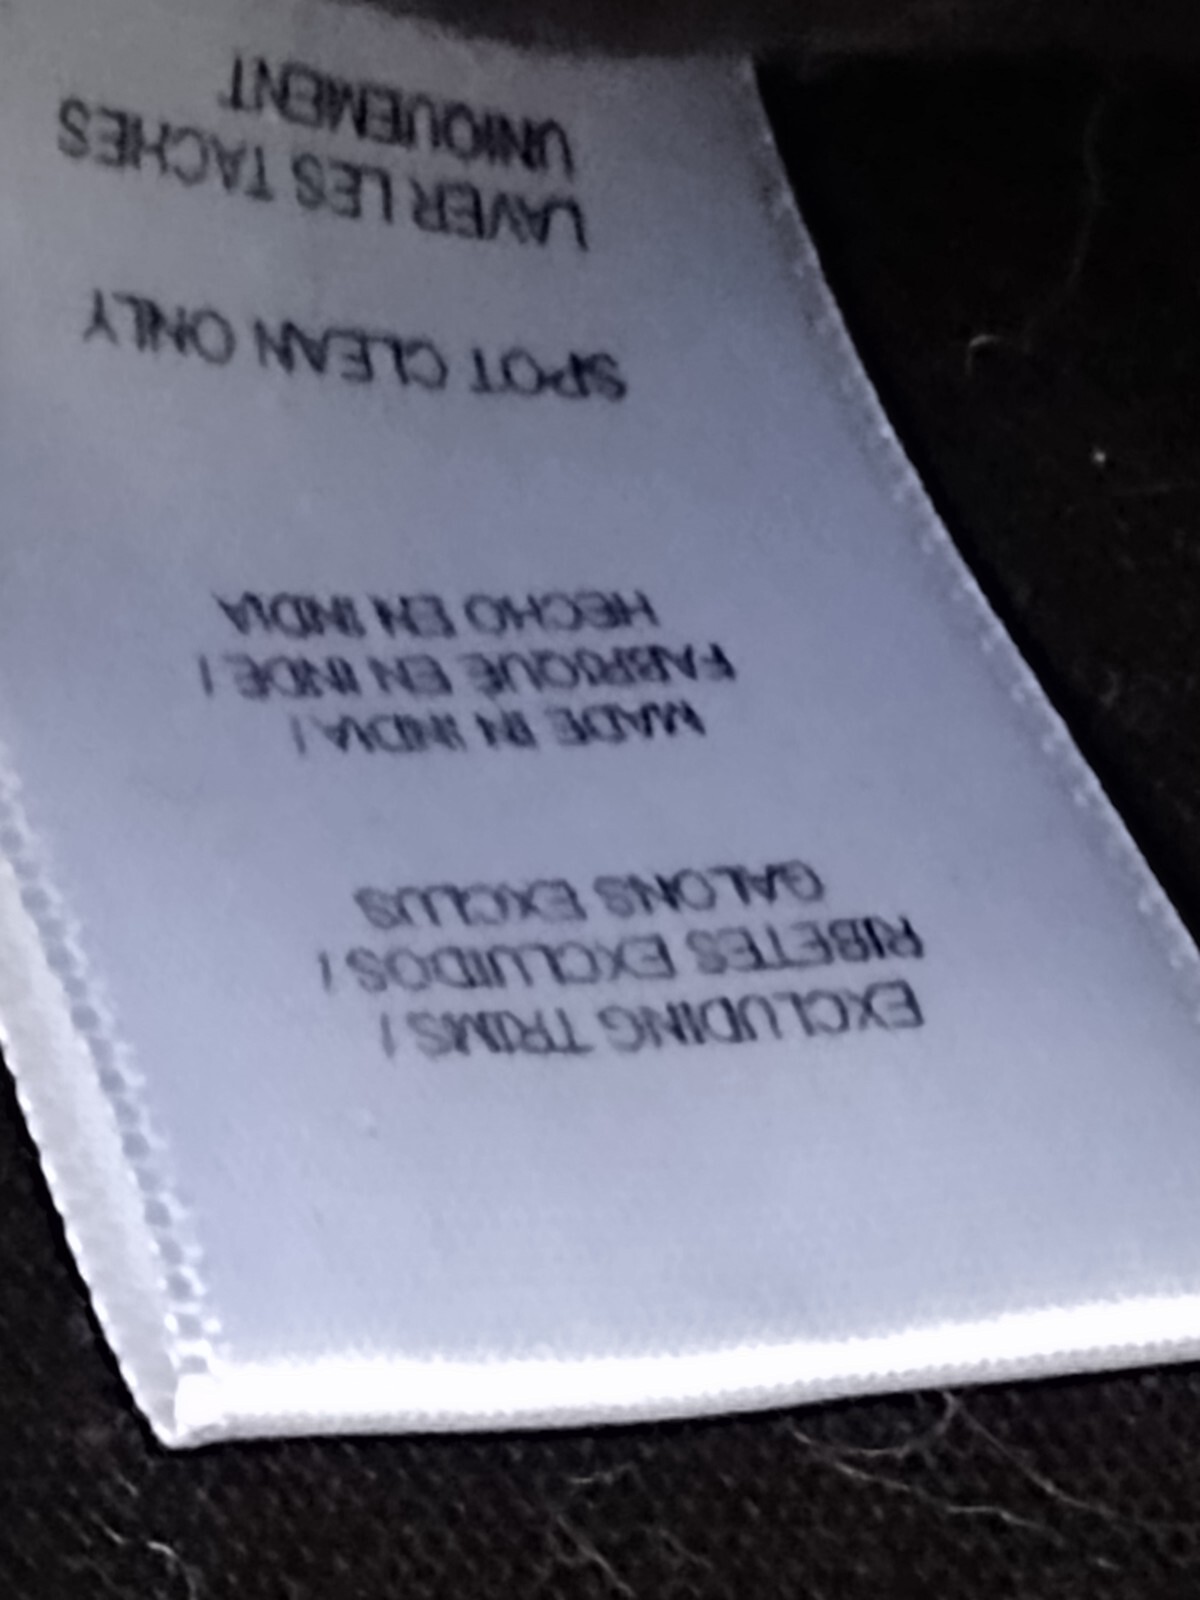 EXCLUDING TRIMS /
RIBETES EXCLUIDOS /
GALONS EXCLUS
MADE IN INDIA /
FABRIQUÉ EN INDE /
HECHO EN INDIA
SPOT CLEAN ONLY
LAVER LES TACHES
UNIQUEMENT